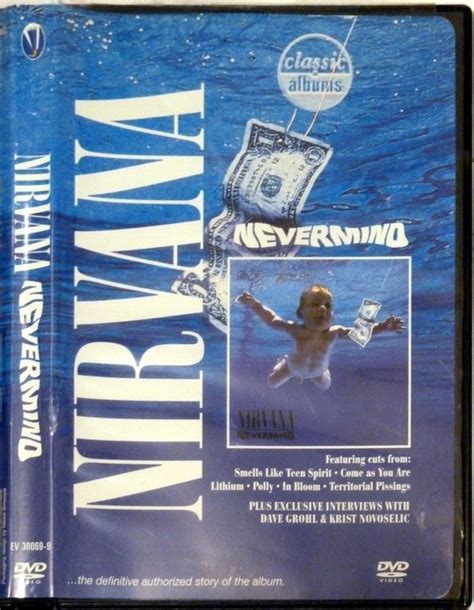 NIRVANA NEVERMIND
EV 30069-9
DVD
VIDEO
NIRVANA
classic
albums
NEVERMIND
NIRVANA
NEVERMIND
Featuring cuts from:
Smells Like Teen Spirit • Come as You Are
Lithium • Polly • In Bloom • Territorial Pissings
PLUS EXCLUSIVE INTERVIEWS WITH
DAVE GROHL & KRIST NOVOSELIC
...the definitive authorized story of the album.
DVD
VIDEO